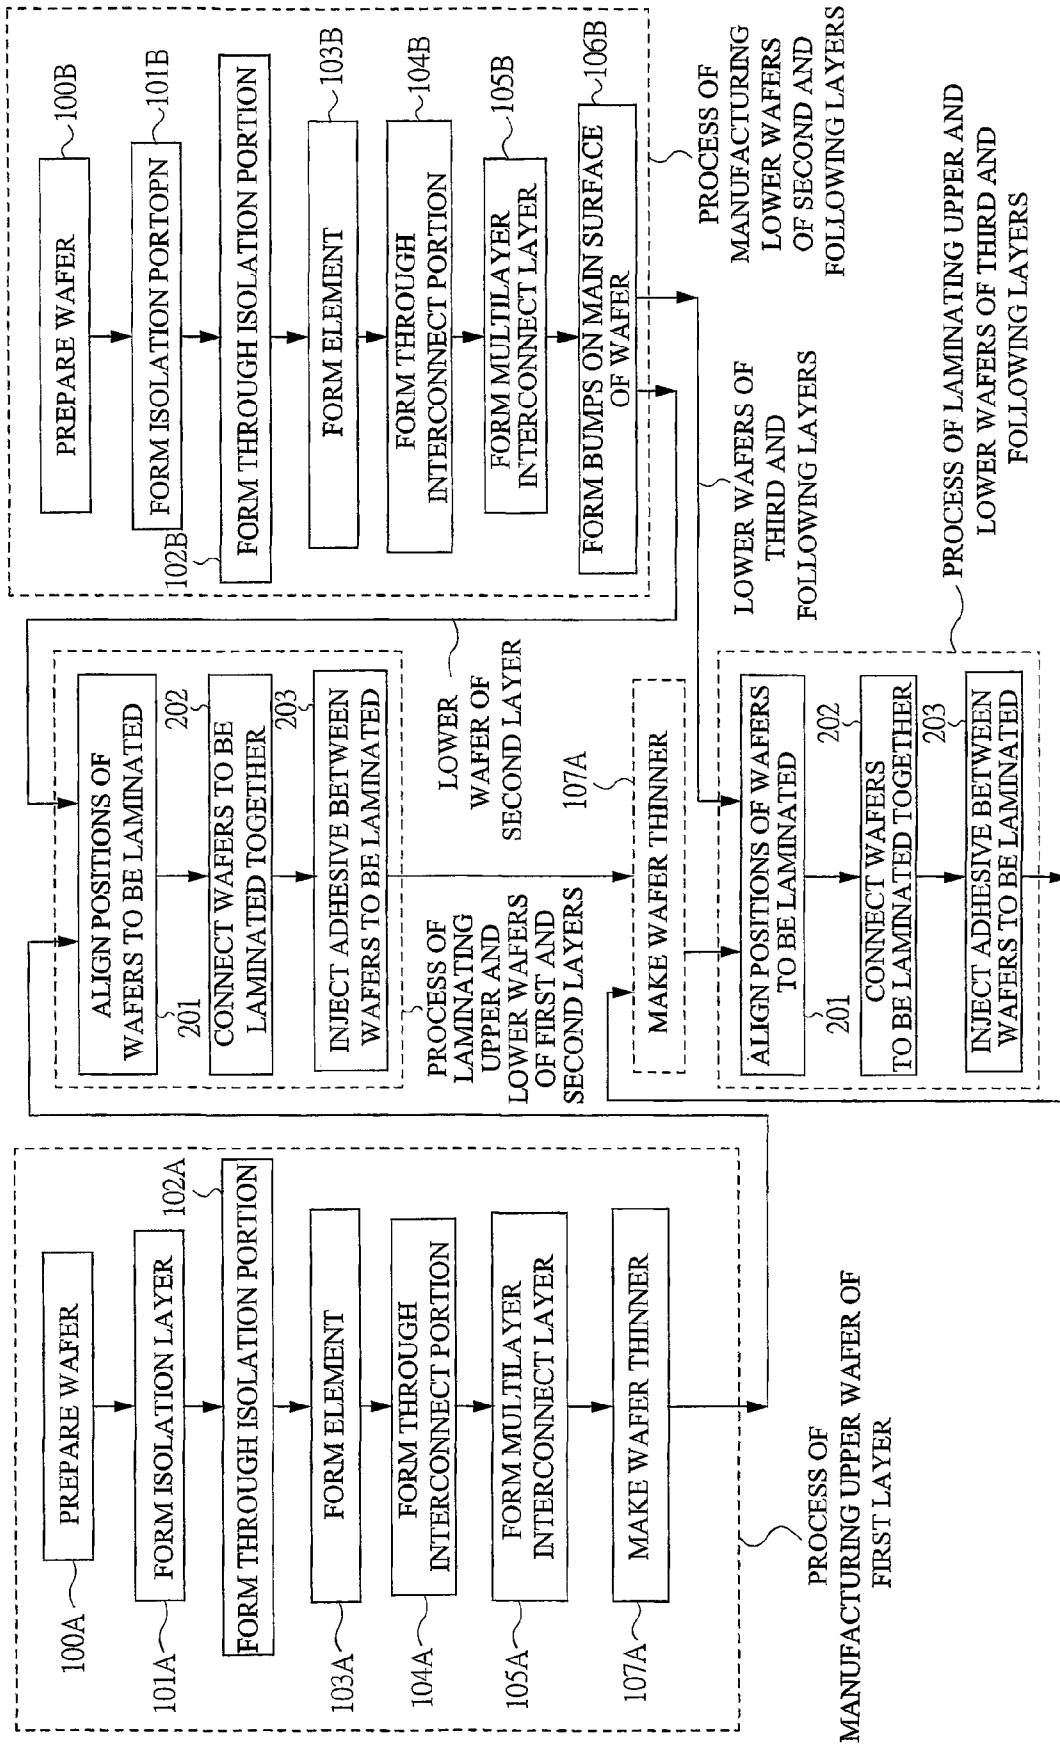 100A
PREPARE WAFER
101A
FORM ISOLATION LAYER
102A
FORM THROUGH ISOLATION PORTION
103A
FORM ELEMENT
104A
FORM THROUGH
INTERCONNECT PORTION
105A
FORM MULTILAYER
INTERCONNECT LAYER
107A
MAKE WAFER THINNER
PROCESS OF
MANUFACTURING UPPER WAFER OF
FIRST LAYER
ALIGN POSITIONS OF
WAFERS TO BE LAMINATED
201
202
CONNECT WAFERS TO BE
LAMINATED TOGETHER
203
INJECT ADHESIVE BETWEEN
WAFERS TO BE LAMINATED
PROCESS OF
LAMINATING
UPPER AND
LOWER WAFERS
OF FIRST AND
SECOND LAYERS
LOWER
WAFER OF
SECOND LAYER
107A
MAKE WAFER THINNER
ALIGN POSITIONS OF WAFERS
TO BE LAMINATED
201
202
CONNECT WAFERS
TO BE LAMINATED TOGETHER
203
INJECT ADHESIVE BETWEEN
WAFERS TO BE LAMINATED
PROCESS OF LAMINATING UPPER AND
LOWER WAFERS OF THIRD AND
FOLLOWING LAYERS
100B
PREPARE WAFER
101B
FORM ISOLATION PORTOPN
102B
FORM THROUGH ISOLATION PORTION
103B
FORM ELEMENT
104B
FORM THROUGH
INTERCONNECT PORTION
105B
FORM MULTILAYER
INTERCONNECT LAYER
106B
FORM BUMPS ON MAIN SURFACE
OF WAFER
PROCESS OF
MANUFACTURING
LOWER WAFERS
OF SECOND AND
FOLLOWING LAYERS
LOWER WAFERS OF
THIRD AND
FOLLOWING LAYERS